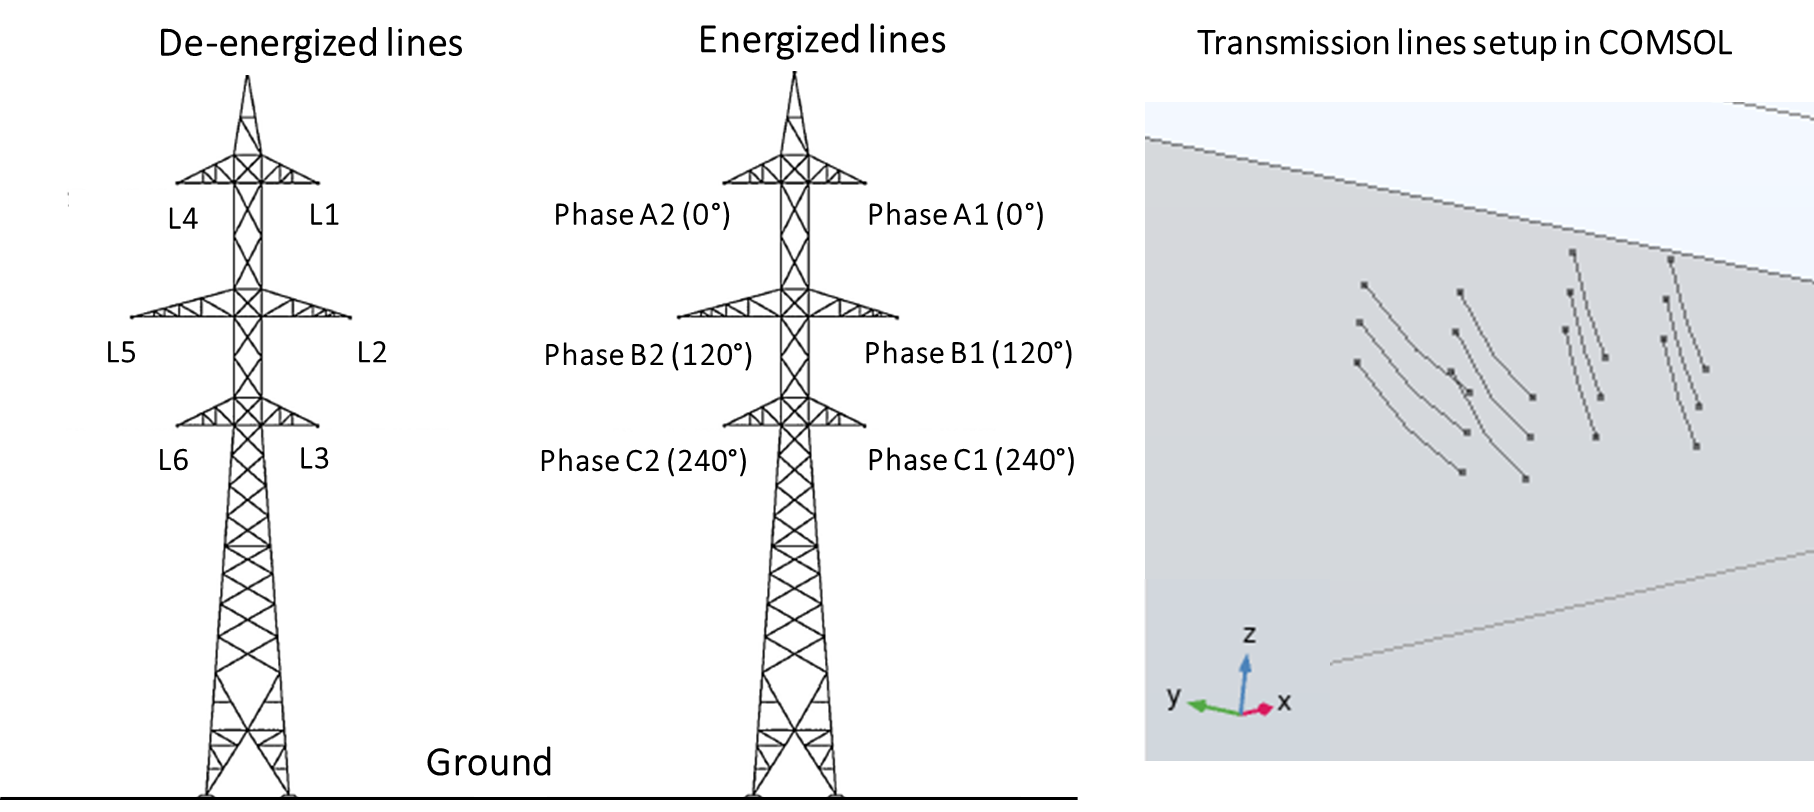 De-energized lines
Energized lines
Transmission lines setup in COMSOL
L4
L1
Phase A2 (0°)
Phase A1 (0°)
L5
L2
Phase B2 (120°)
Phase B1 (120°)
L6
L3
Phase C2 (240°)
Phase C1 (240°)
z
y
x
Ground